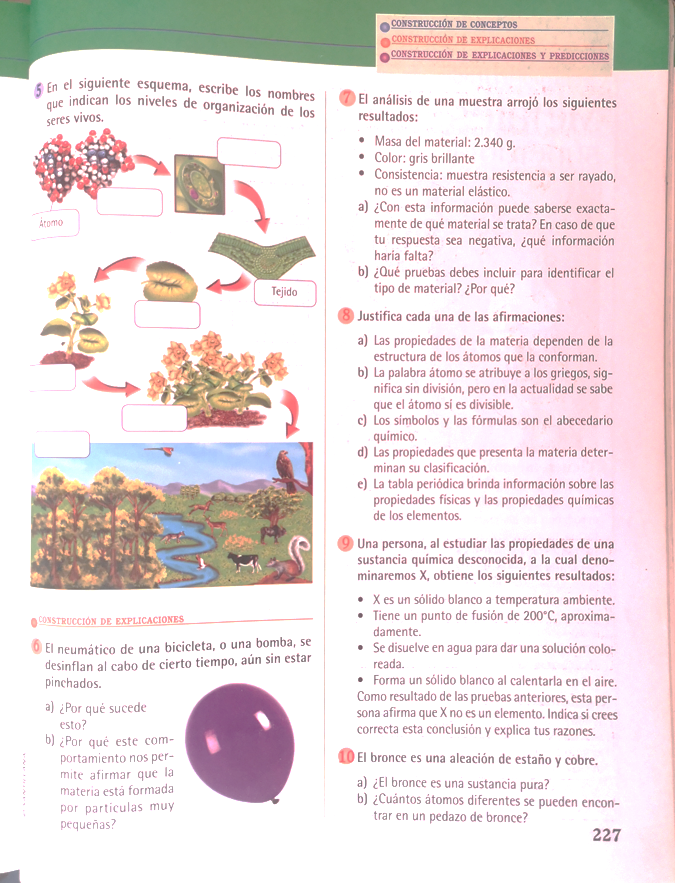 CONSTRUCCIÓN DE CONCEPTOS
CONSTRUCCIÓN DE EXPLICACIONES
CONSTRUCCIÓN DE EXPLICACIONES Y PREDICCIONES
5 En el siguiente esquema, escribe los nombres
que indican los niveles de organización de los
seres vivos.
Átomo
Tejido
CONSTRUCCIÓN DE EXPLICACIONES
6 El neumático de una bicicleta, o una bomba, se
desinflan al cabo de cierto tiempo, aún sin estar
pinchados.
a) ¿Por qué sucede
esto?
b) ¿Por qué este com-
portamiento nos per-
mite afirmar que la
materia está formada
por partículas muy
pequeñas?
7 El análisis de una muestra arrojó los siguientes
resultados:
• Masa del material: 2.340 g.
• Color: gris brillante
• Consistencia: muestra resistencia a ser rayado,
no es un material elástico.
a) ¿Con esta información puede saberse exacta-
mente de qué material se trata? En caso de que
tu respuesta sea negativa, ¿qué información
haría falta?
b) ¿Qué pruebas debes incluir para identificar el
tipo de material? ¿Por qué?
8 Justifica cada una de las afirmaciones:
a) Las propiedades de la materia dependen de la
estructura de los átomos que la conforman.
b) La palabra átomo se atribuye a los griegos, sig-
nifica sin división, pero en la actualidad se sabe
que el átomo sí es divisible.
c) Los símbolos y las fórmulas son el abecedario
químico.
d) Las propiedades que presenta la materia deter-
minan su clasificación.
e) La tabla periódica brinda información sobre las
propiedades físicas y las propiedades químicas
de los elementos.
9 Una persona, al estudiar las propiedades de una
sustancia química desconocida, a la cual deno-
minaremos X, obtiene los siguientes resultados:
• X es un sólido blanco a temperatura ambiente.
• Tiene un punto de fusión de 200°C, aproxima-
damente.
• Se disuelve en agua para dar una solución colo-
reada.
• Forma un sólido blanco al calentarla en el aire.
Como resultado de las pruebas anteriores, esta per-
sona afirma que X no es un elemento. Indica si crees
correcta esta conclusión y explica tus razones.
10 El bronce es una aleación de estaño y cobre.
a) ¿El bronce es una sustancia pura?
b) ¿Cuántos átomos diferentes se pueden encon-
trar en un pedazo de bronce?
227